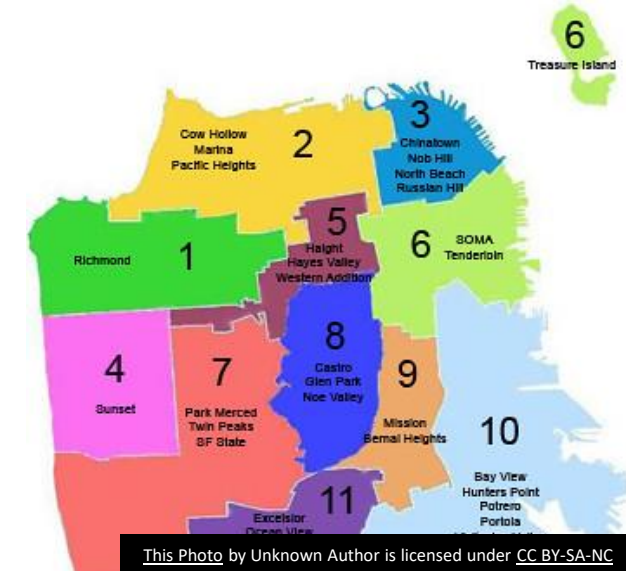 6
Treasure Island
3
Chinatown
Nob Hill
North Beach
Russian Hill
2
Cow Hollow
Marina
Pacific Heights
5
Haight
Hayes Valley
Western Addition
1
Richmond
6
SOMA
Tenderloin
8
Castro
Glen Park
Noe Valley
4
Sunset
7
Park Merced
Twin Peaks
SF State
9
Mission
Bernal Heights
10
Bay View
Hunters Point
Potrero
Portola
11
Excelsior
Ocean View
This Photo by Unknown Author is licensed under CC BY-SA-NC